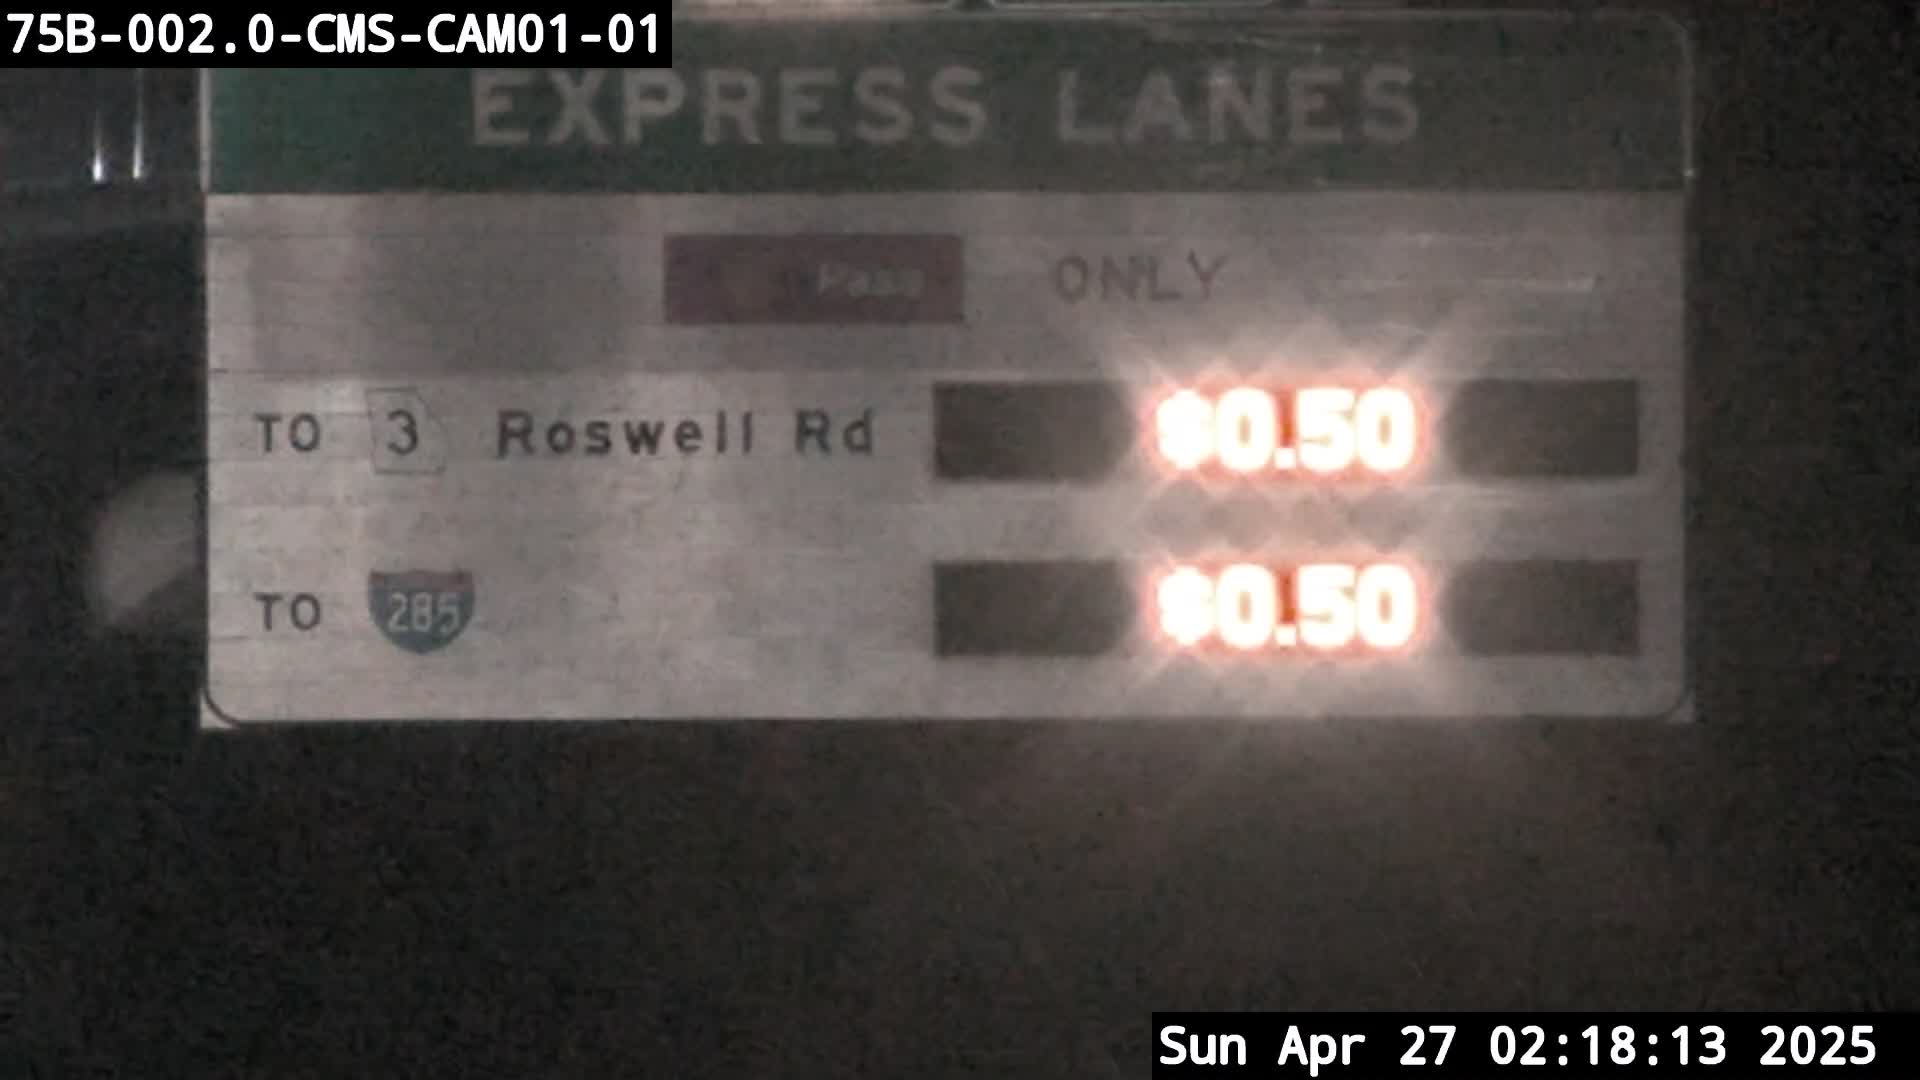 75B-002.0-CMS-CAM01-01
EXPRESS LANES
Pass ONLY
TO 3 Roswell Rd $0.50
TO 285 $0.50
Sun Apr 27 02:18:13 2025